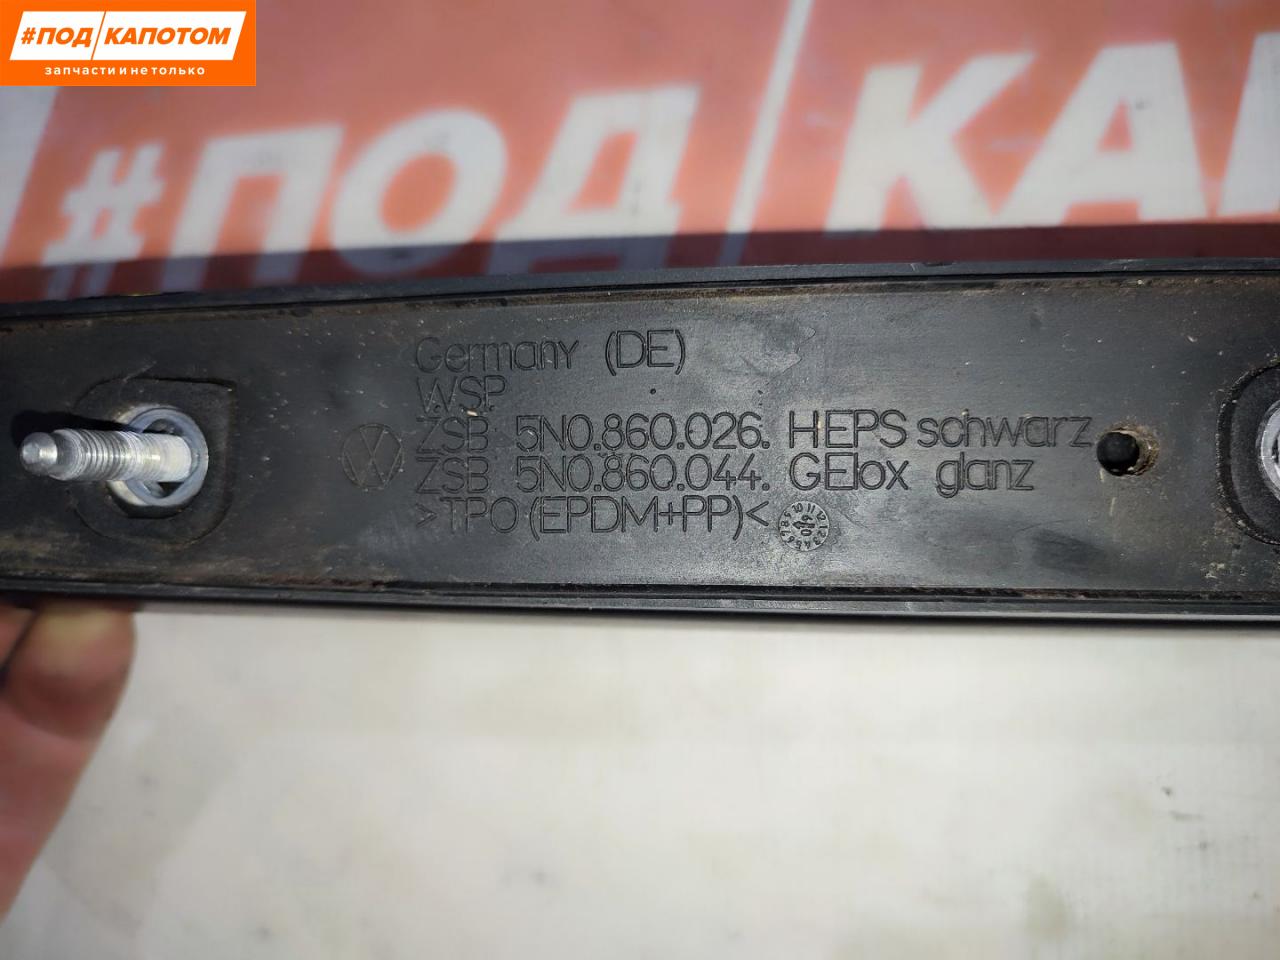 #ПОД КАПОТОМ
запчасти и не только
#ПОД КА
Germany (DE)
WSP
ZSB 5N0.860.026. HEPS schwarz
ZSB 5N0.860.044. GElox glanz
>TPO (EPDM+PP)<